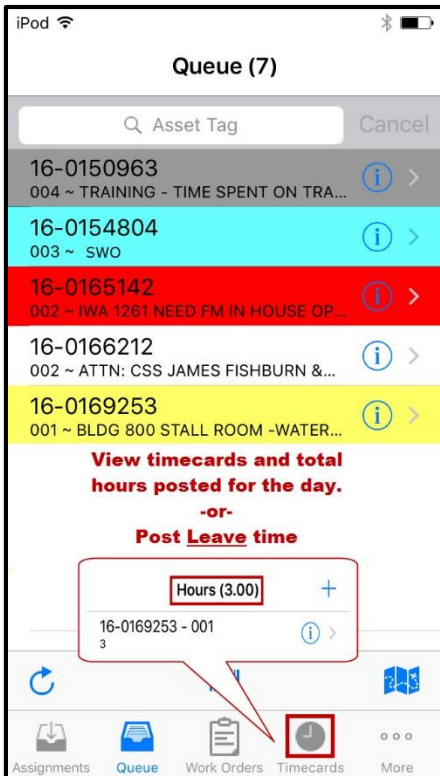 iPod
Queue (7)
Asset Tag
Cancel
16-0150963
004 ~ TRAINING - TIME SPENT ON TRA...
16-0154804
003 ~ SWO
16-0165142
002 ~ IWA 1261 NEED FM IN HOUSE OP...
16-0166212
002 ~ ATTN: CSS JAMES FISHBURN &...
16-0169253
001 ~ BLDG 800 STALL ROOM -WATER...
View timecards and total
hours posted for the day.
-or-
Post Leave time
Hours (3.00)
16-0169253 - 001
3
Assignments
Queue
Work Orders
Timecards
More